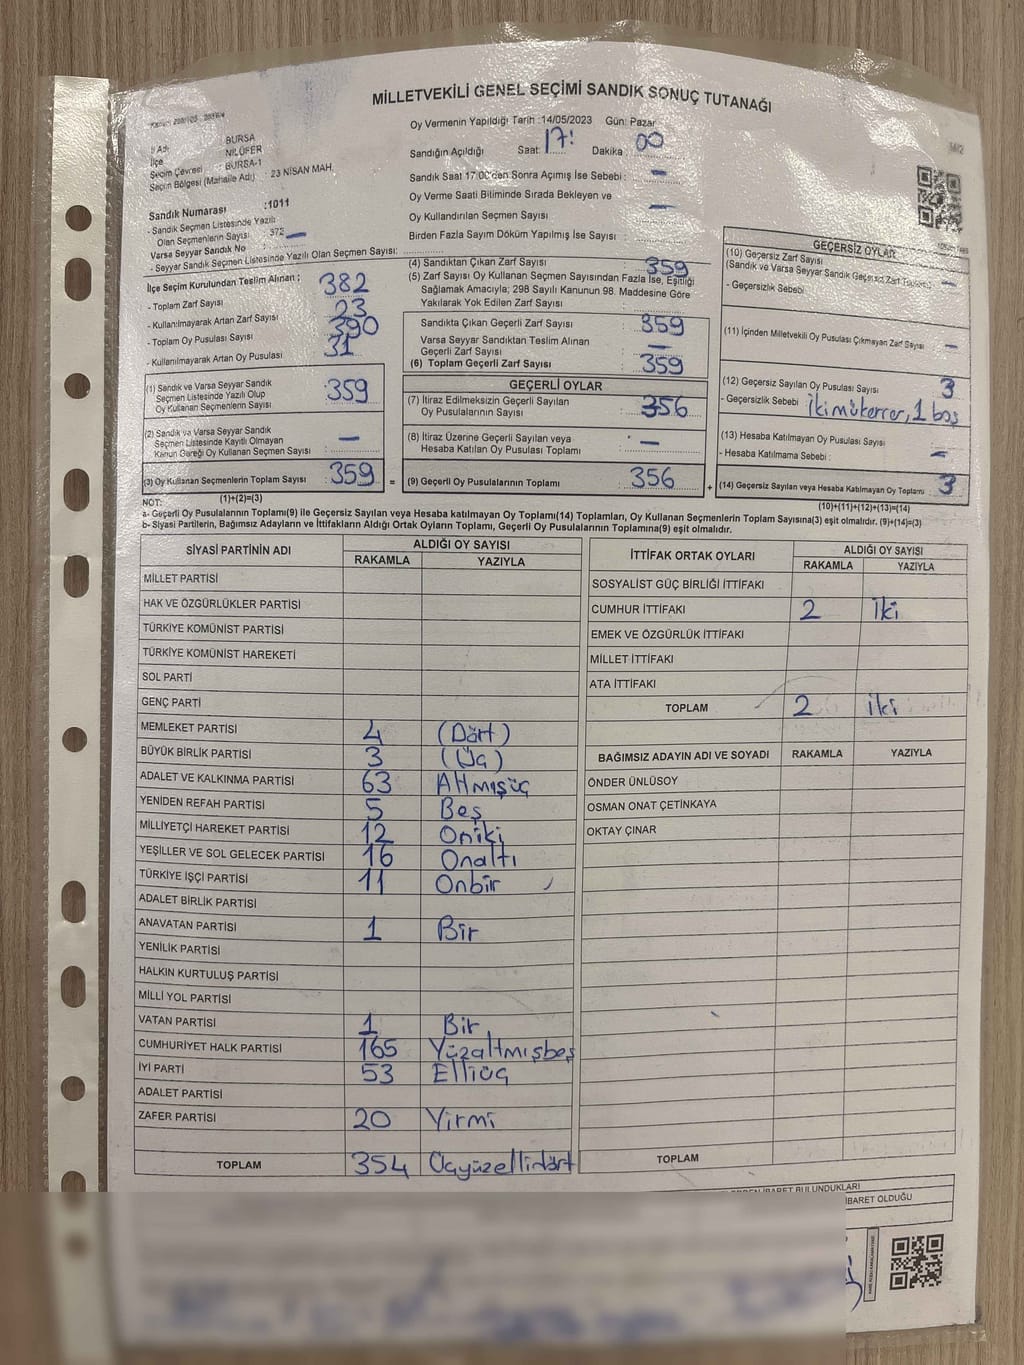 MİLLETVEKİLİ GENEL SEÇİMİ SANDIK SONUÇ TUTANAĞI
İl Adı : BURSA
İlçe : NİLÜFER
Seçim Çevresi : BURSA-1
Seçim Bölgesi (Mahalle Adı) : 23 NİSAN MAH.
Sandık Numarası :1011
- Sandık Seçmen Listesinde Yazılı
Olan Seçmenlerin Sayısı : 372
Varsa Seyyar Sandık No : —
- Seyyar Sandık Seçmen Listesinde Yazılı Olan Seçmen Sayısı:
İlçe Seçim Kurulundan Teslim Alınan ;
- Toplam Zarf Sayısı : 382
- Kullanılmayarak Artan Zarf Sayısı : 23
- Toplam Oy Pusulası Sayısı : 390
- Kullanılmayarak Artan Oy Pusulası : 31
(1) Sandık ve Varsa Seyyar Sandık
Seçmen Listesinde Yazılı Olup
Oy Kullanan Seçmenlerin Sayısı : 359
(2) Sandık ve Varsa Seyyar Sandık
Seçmen Listesinde Kayıtlı Olmayan
Kanun Gereği Oy Kullanan Seçmen Sayısı : —
(3) Oy Kullanan Seçmenlerin Toplam Sayısı : 359 =
(1)+(2)=(3)
Oy Vermenin Yapıldığı Tarih :14/05/2023 Gün: Pazar
Sandığın Açıldığı Saat: 17: Dakika : 00
Sandık Saat 17:00'den Sonra Açımış İse Sebebi : —
Oy Verme Saati Bitiminde Sırada Bekleyen ve
Oy Kullandırılan Seçmen Sayısı : —
Birden Fazla Sayım Döküm Yapılmış İse Sayısı :
(4) Sandıktan Çıkan Zarf Sayısı : 359
(5) Zarf Sayısı Oy Kullanan Seçmen Sayısından Fazla İse, Eşitliği
Sağlamak Amacıyla; 298 Sayılı Kanunun 98. Maddesine Göre
Yakılarak Yok Edilen Zarf Sayısı :
Sandıkta Çıkan Geçerli Zarf Sayısı : 359
Varsa Seyyar Sandıktan Teslim Alınan
Geçerli Zarf Sayısı : —
(6) Toplam Geçerli Zarf Sayısı : 359
GEÇERLİ OYLAR
(7) İtiraz Edilmeksizin Geçerli Sayılan
Oy Pusulalarının Sayısı : 356
(8) İtiraz Üzerine Geçerli Sayılan veya
Hesaba Katılan Oy Pusulası Toplamı : —
(9) Geçerli Oy Pusulalarının Toplamı : 356 +
GEÇERSİZ OYLAR
(10) Geçersiz Zarf Sayısı
(Sandık ve Varsa Seyyar Sandık Geçersiz Zarf Toplamı) : —
- Geçersizlik Sebebi
(11) İçinden Milletvekili Oy Pusulası Çıkmayan Zarf Sayısı —
(12) Geçersiz Sayılan Oy Pusulası Sayısı 3
- Geçersizlik Sebebi : İki mükerrer, 1 boş
(13) Hesaba Katılmayan Oy Pusulası Sayısı —
- Hesaba Katılmama Sebebi :
(14) Geçersiz Sayılan veya Hesaba Katılmayan Oy Toplamı 3
(10)+(11)+(12)+(13)=(14)
NOT:
a- Geçerli Oy Pusulalarının Toplamı(9) ile Geçersiz Sayılan veya Hesaba katılmayan Oy Toplamı(14) Toplamları, Oy Kullanan Seçmenlerin Toplam Sayısına(3) eşit olmalıdır. (9)+(14)=(3)
b- Siyasi Partilerin, Bağımsız Adayların ve İttifakların Aldığı Ortak Oyların Toplamı, Geçerli Oy Pusulalarının Toplamına(9) eşit olmalıdır.
SİYASİ PARTİNİN ADI ALDIĞI OY SAYISI
RAKAMLA YAZIYLA
MİLLET PARTİSİ
HAK VE ÖZGÜRLÜKLER PARTİSİ
TÜRKİYE KOMÜNİST PARTİSİ
TÜRKİYE KOMÜNİST HAREKETİ
SOL PARTİ
GENÇ PARTİ
MEMLEKET PARTİSİ 4 (Dört)
BÜYÜK BİRLİK PARTİSİ 3 (Üç)
ADALET VE KALKINMA PARTİSİ 63 Altmışüç
YENİDEN REFAH PARTİSİ 5 Beş
MİLLİYETÇİ HAREKET PARTİSİ 12 Oniki
YEŞİLLER VE SOL GELECEK PARTİSİ 16 Onaltı
TÜRKİYE İŞÇİ PARTİSİ 11 Onbir
ADALET BİRLİK PARTİSİ
ANAVATAN PARTİSİ 1 Bir
YENİLİK PARTİSİ
HALKIN KURTULUŞ PARTİSİ
MİLLİ YOL PARTİSİ
VATAN PARTİSİ 1 Bir
CUMHURİYET HALK PARTİSİ 165 Yüzaltmışbeş
İYİ PARTİ 53 Elliüç
ADALET PARTİSİ
ZAFER PARTİSİ 20 Yirmi
TOPLAM 354 Üçyüzellidört
İTTİFAK ORTAK OYLARI ALDIĞI OY SAYISI
RAKAMLA YAZIYLA
SOSYALİST GÜÇ BİRLİĞİ İTTİFAKI
CUMHUR İTTİFAKI 2 İki
EMEK VE ÖZGÜRLÜK İTTİFAKI
MİLLET İTTİFAKI
ATA İTTİFAKI
TOPLAM 2 iki
BAĞIMSIZ ADAYIN ADI VE SOYADI RAKAMLA YAZIYLA
ÖNDER ÜNLÜSOY
OSMAN ONAT ÇETİNKAYA
OKTAY ÇINAR
TOPLAM
İBARET BULUNDUKLARI
İBARET OLDUĞU